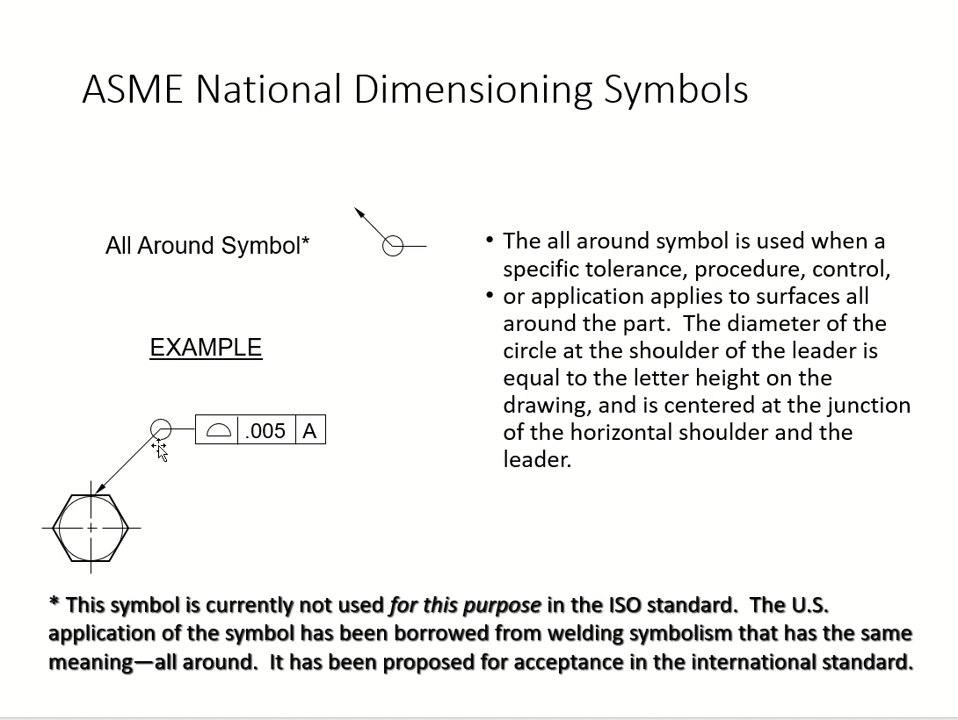 ASME National Dimensioning Symbols
All Around Symbol*
• The all around symbol is used when a
specific tolerance, procedure, control,
• or application applies to surfaces all
around the part.  The diameter of the
circle at the shoulder of the leader is
equal to the letter height on the
drawing, and is centered at the junction
of the horizontal shoulder and the
leader.
EXAMPLE
.005 A
* This symbol is currently not used for this purpose in the ISO standard.  The U.S.
application of the symbol has been borrowed from welding symbolism that has the same
meaning—all around.  It has been proposed for acceptance in the international standard.